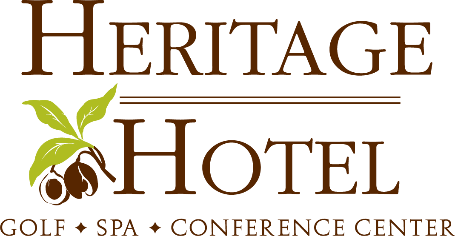 HERITAGE
HOTEL
GOLF ✦ SPA ✦ CONFERENCE CENTER